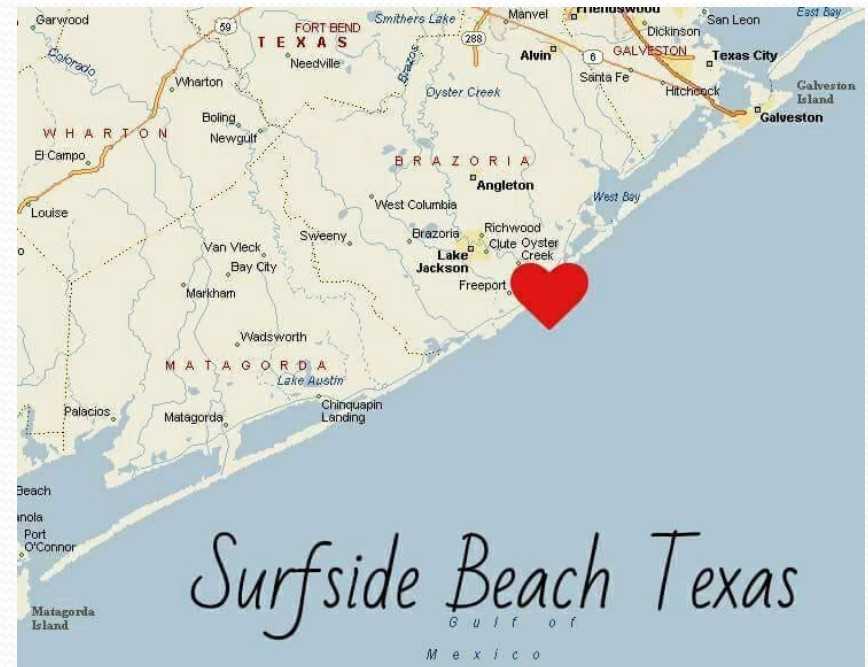 Garwood
59
FORT BEND
Smithers Lake
Manvel
Friendswood
East Bay
San Leon
Dickinson
TEXAS
Needville
288
Alvin
6
GALVESTON
Texas City
Colorado
Brazos
Santa Fe
Wharton
Oyster Creek
Hitchcock
Galveston
Island
Galveston
Boling
WHARTON
Newgulf
El Campo
BRAZORIA
Angleton
West Bay
West Columbia
Louise
Sweeny
Brazoria
Richwood
Clute
Oyster
Creek
Van Vleck
Lake
Jackson
Bay City
Freeport
Markham
Wadsworth
MATAGORDA
Lake Austin
Palacios
Matagorda
Chinquapin
Landing
Beach
anola
Port
O'Connor
Surfside Beach Texas
Matagorda
Island
Gulf of
Mexico